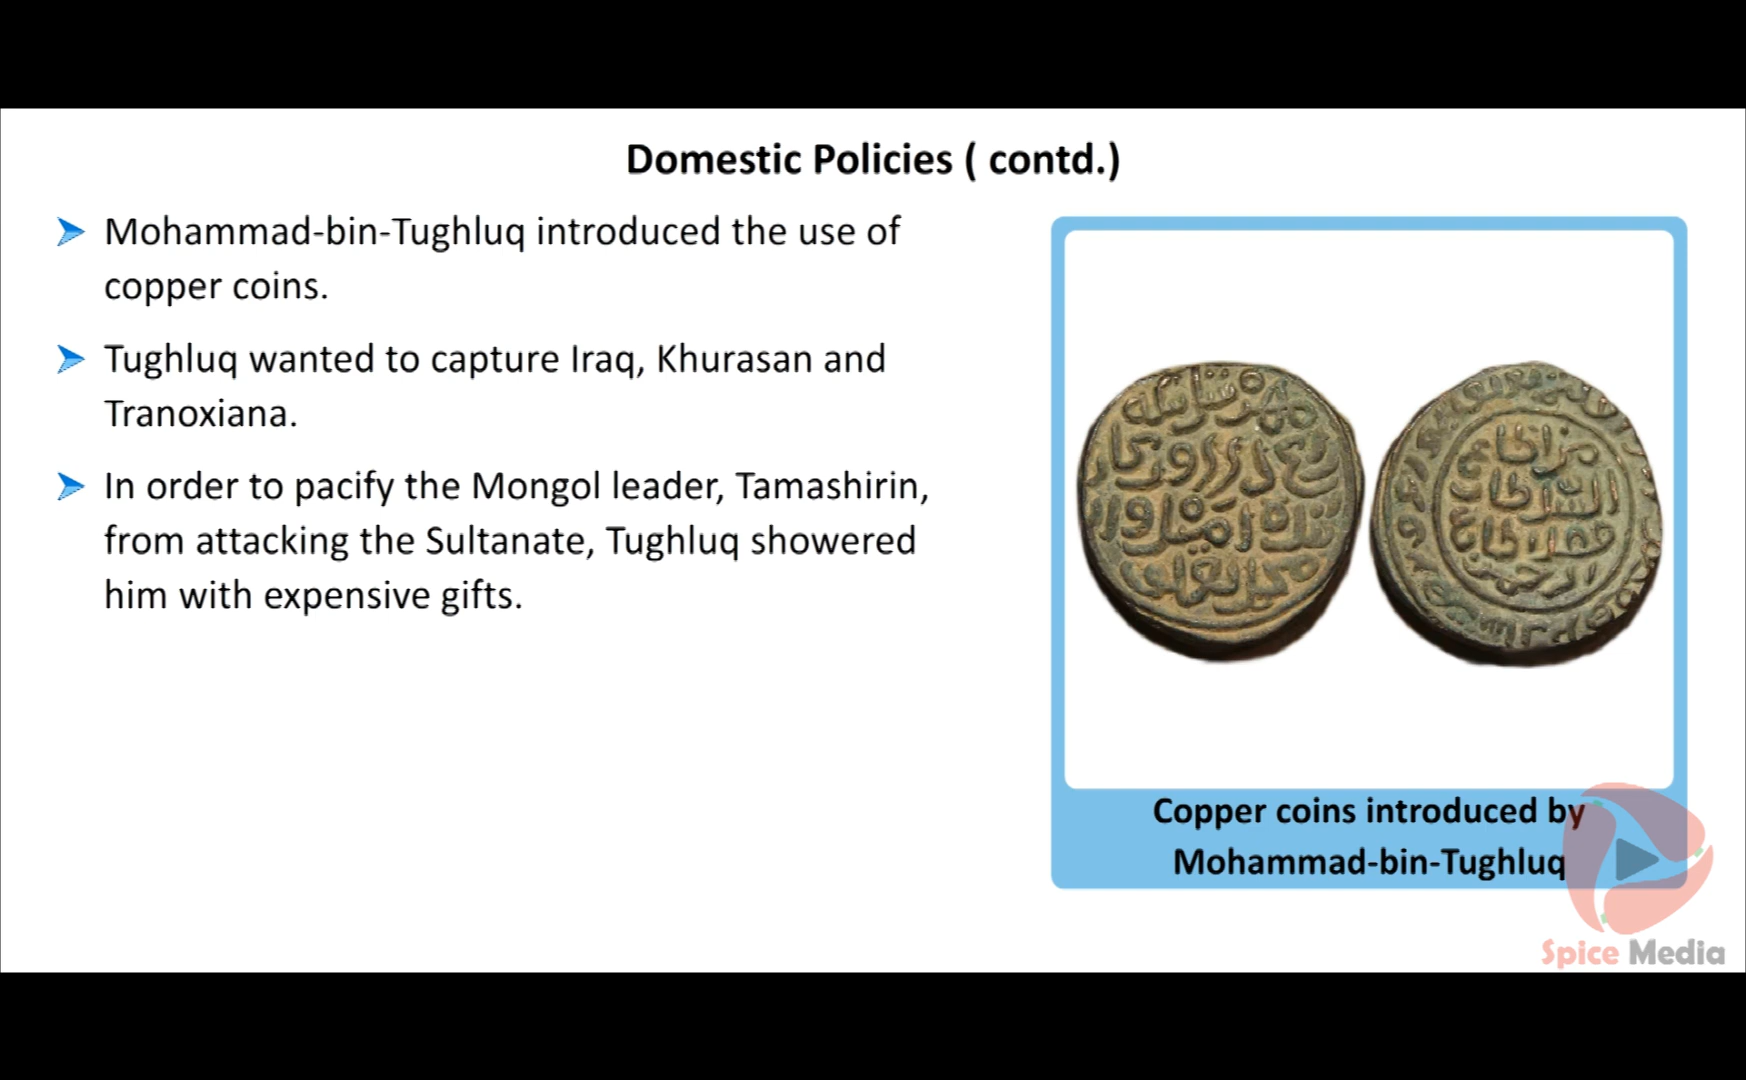 Domestic Policies ( contd.)
Mohammad-bin-Tughluq introduced the use of
copper coins.
Tughluq wanted to capture Iraq, Khurasan and
Tranoxiana.
In order to pacify the Mongol leader, Tamashirin,
from attacking the Sultanate, Tughluq showered
him with expensive gifts.
Copper coins introduced by
Mohammad-bin-Tughluq
Spice Media